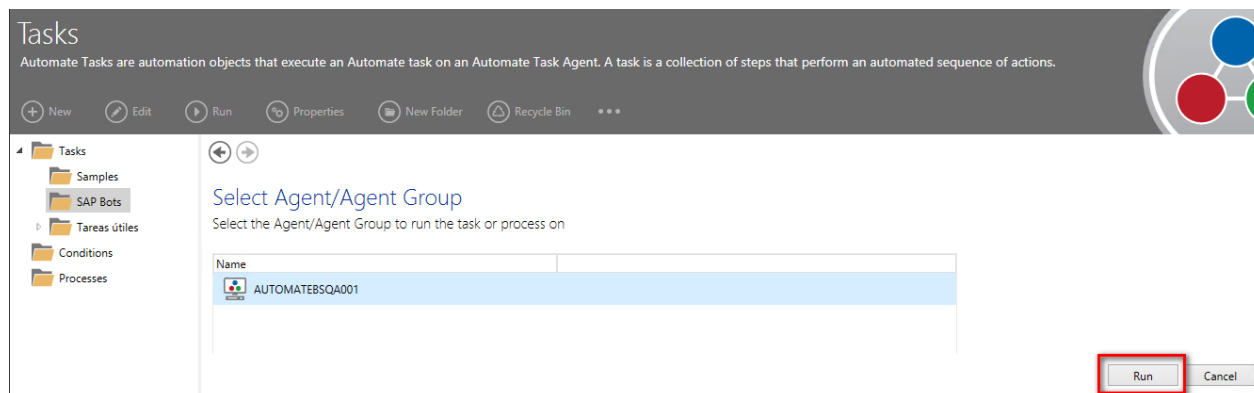 Tasks
Automate Tasks are automation objects that execute an Automate task on an Automate Task Agent. A task is a collection of steps that perform an automated sequence of actions.
New Edit Run Properties New Folder Recycle Bin
Tasks
Samples
SAP Bots
Tareas útiles
Conditions
Processes
Select Agent/Agent Group
Select the Agent/Agent Group to run the task or process on
Name
AUTOMATEBSQA001
Run Cancel